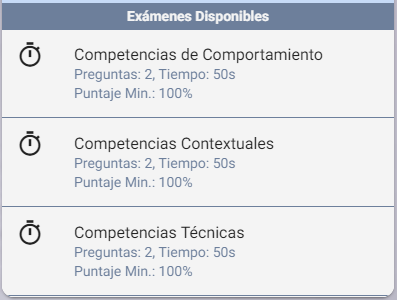 Exámenes Disponibles
Competencias de Comportamiento
Preguntas: 2, Tiempo: 50s
Puntaje Min.: 100%
Competencias Contextuales
Preguntas: 2, Tiempo: 50s
Puntaje Min.: 100%
Competencias Técnicas
Preguntas: 2, Tiempo: 50s
Puntaje Min.: 100%